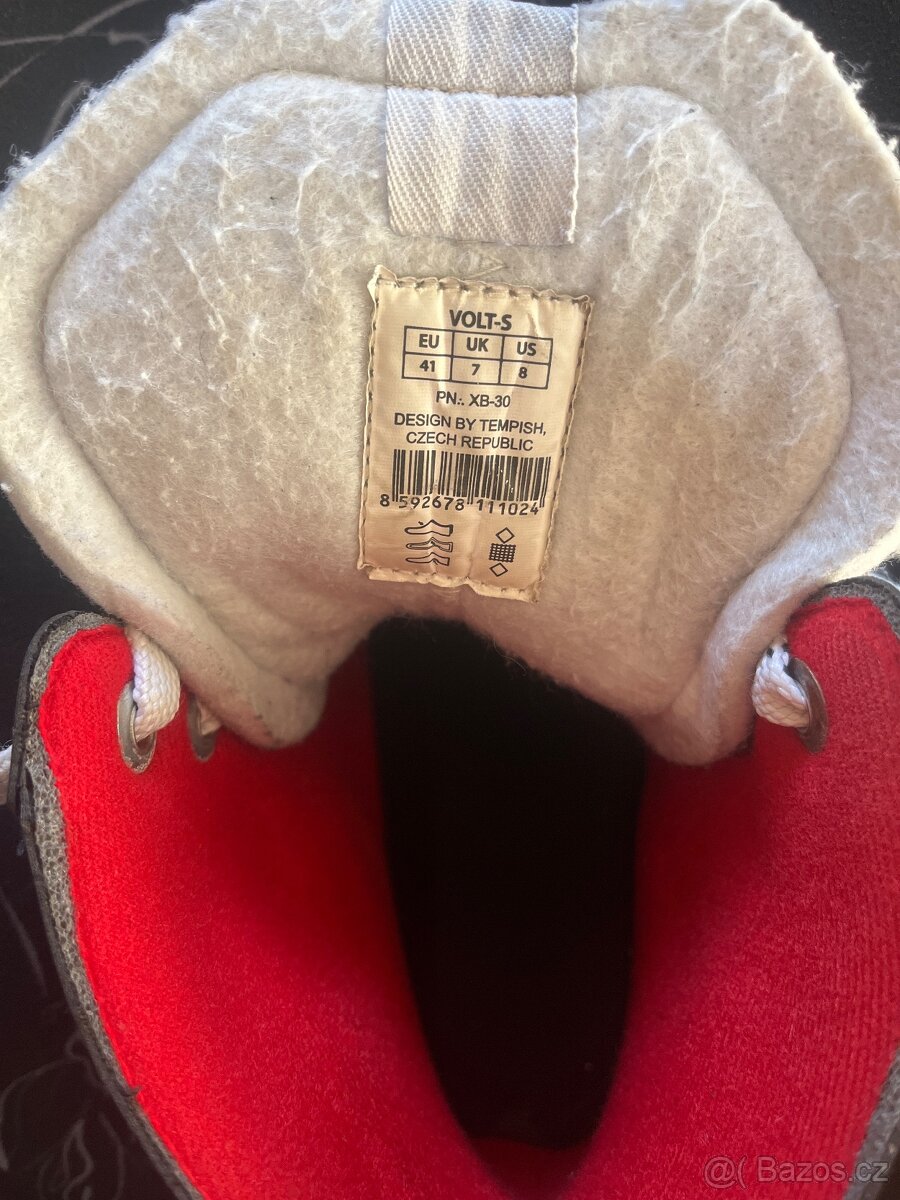 VOLT-S
EU UK US
41 7 8
PN:. XB-30
DESIGN BY TEMPISH,
CZECH REPUBLIC
8 592678 111024
@( Bazos.cz